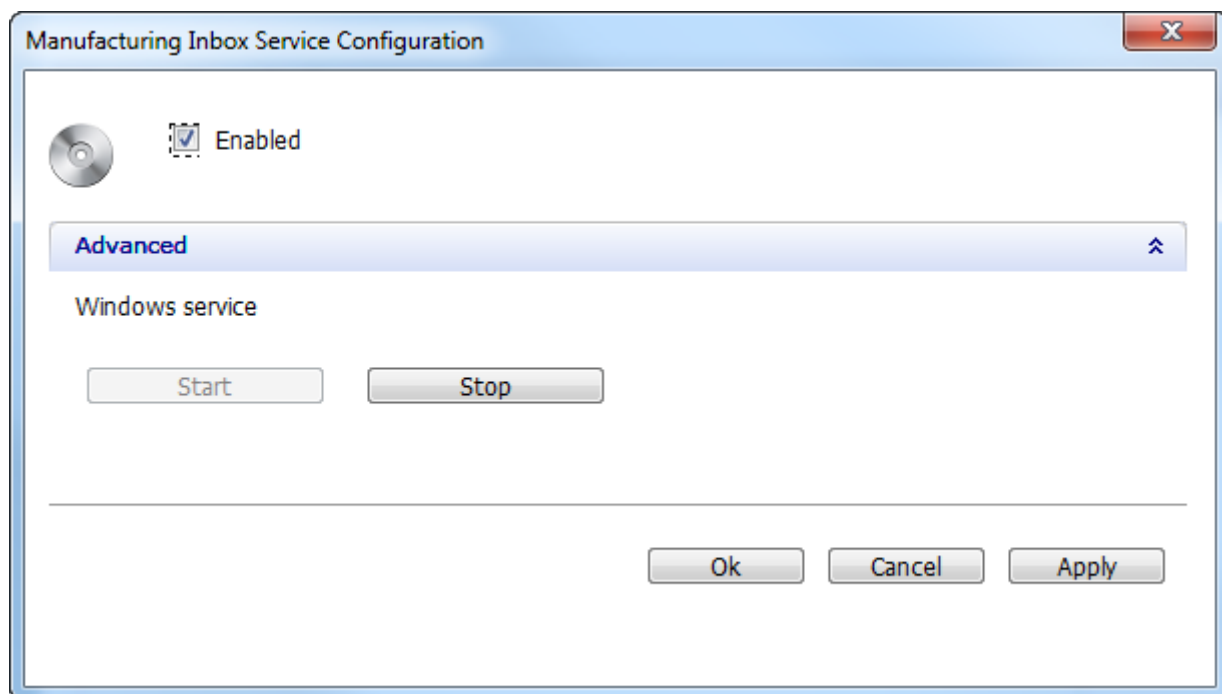 Manufacturing Inbox Service Configuration
Enabled
Advanced
Windows service
Start Stop
Ok Cancel Apply